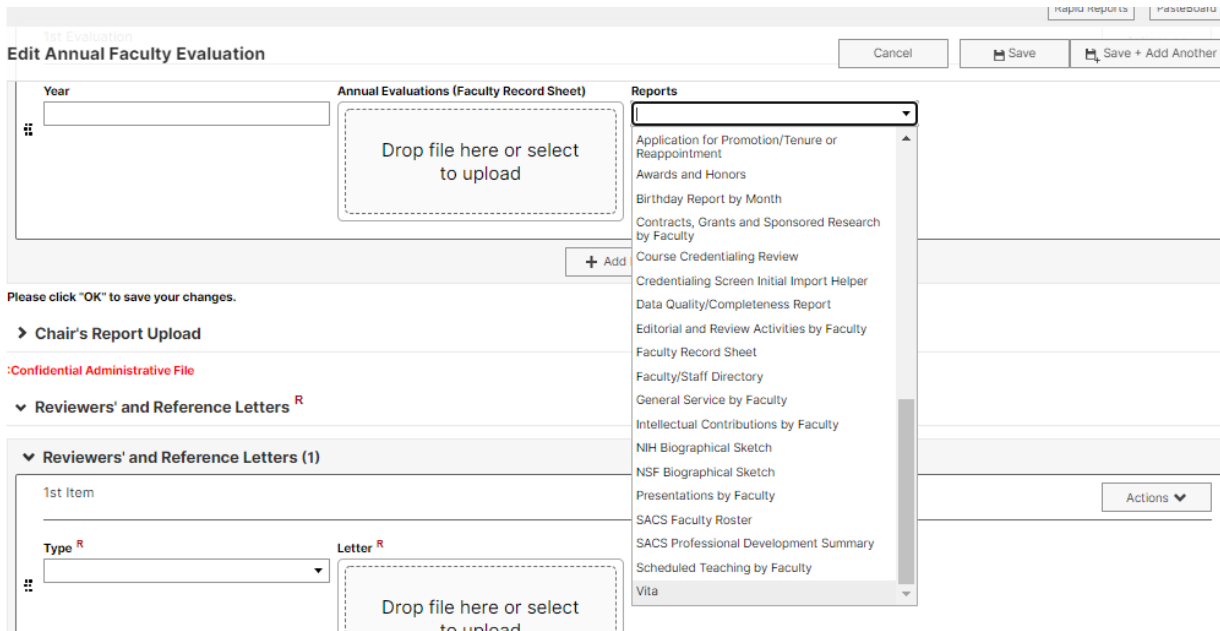 Rapid Reports
PasteBoard
1st Evaluation
Edit Annual Faculty Evaluation
Cancel
Save
Save + Add Another
Year
Annual Evaluations (Faculty Record Sheet)
Reports
Drop file here or select
to upload
Application for Promotion/Tenure or
Reappointment
Awards and Honors
Birthday Report by Month
Contracts, Grants and Sponsored Research
by Faculty
Course Credentialing Review
Credentialing Screen Initial Import Helper
Data Quality/Completeness Report
Editorial and Review Activities by Faculty
Faculty Record Sheet
Faculty/Staff Directory
General Service by Faculty
Intellectual Contributions by Faculty
NIH Biographical Sketch
NSF Biographical Sketch
Presentations by Faculty
SACS Faculty Roster
SACS Professional Development Summary
Scheduled Teaching by Faculty
Vita
+ Add
Please click "OK" to save your changes.
Chair's Report Upload
:Confidential Administrative File
Reviewers' and Reference Letters R
Reviewers' and Reference Letters (1)
1st Item
Actions
Type R
Letter R
Drop file here or select
to upload